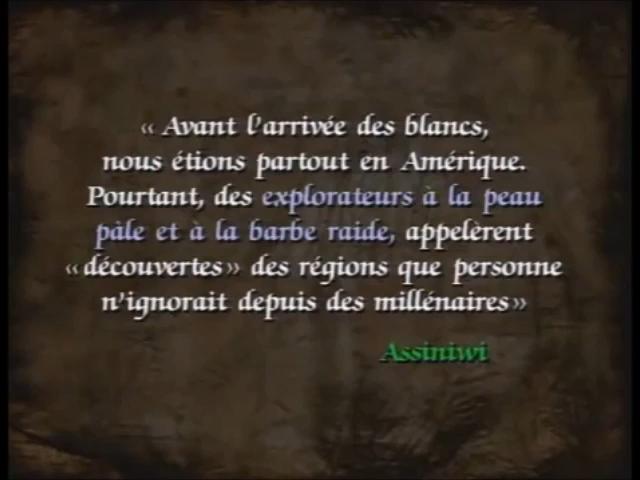 « Avant l'arrivée des blancs,
nous étions partout en Amérique.
Pourtant, des explorateurs à la peau
pâle et à la barbe raide, appelèrent
«découvertes» des régions que personne
n'ignorait depuis des millénaires»
Assiniwi